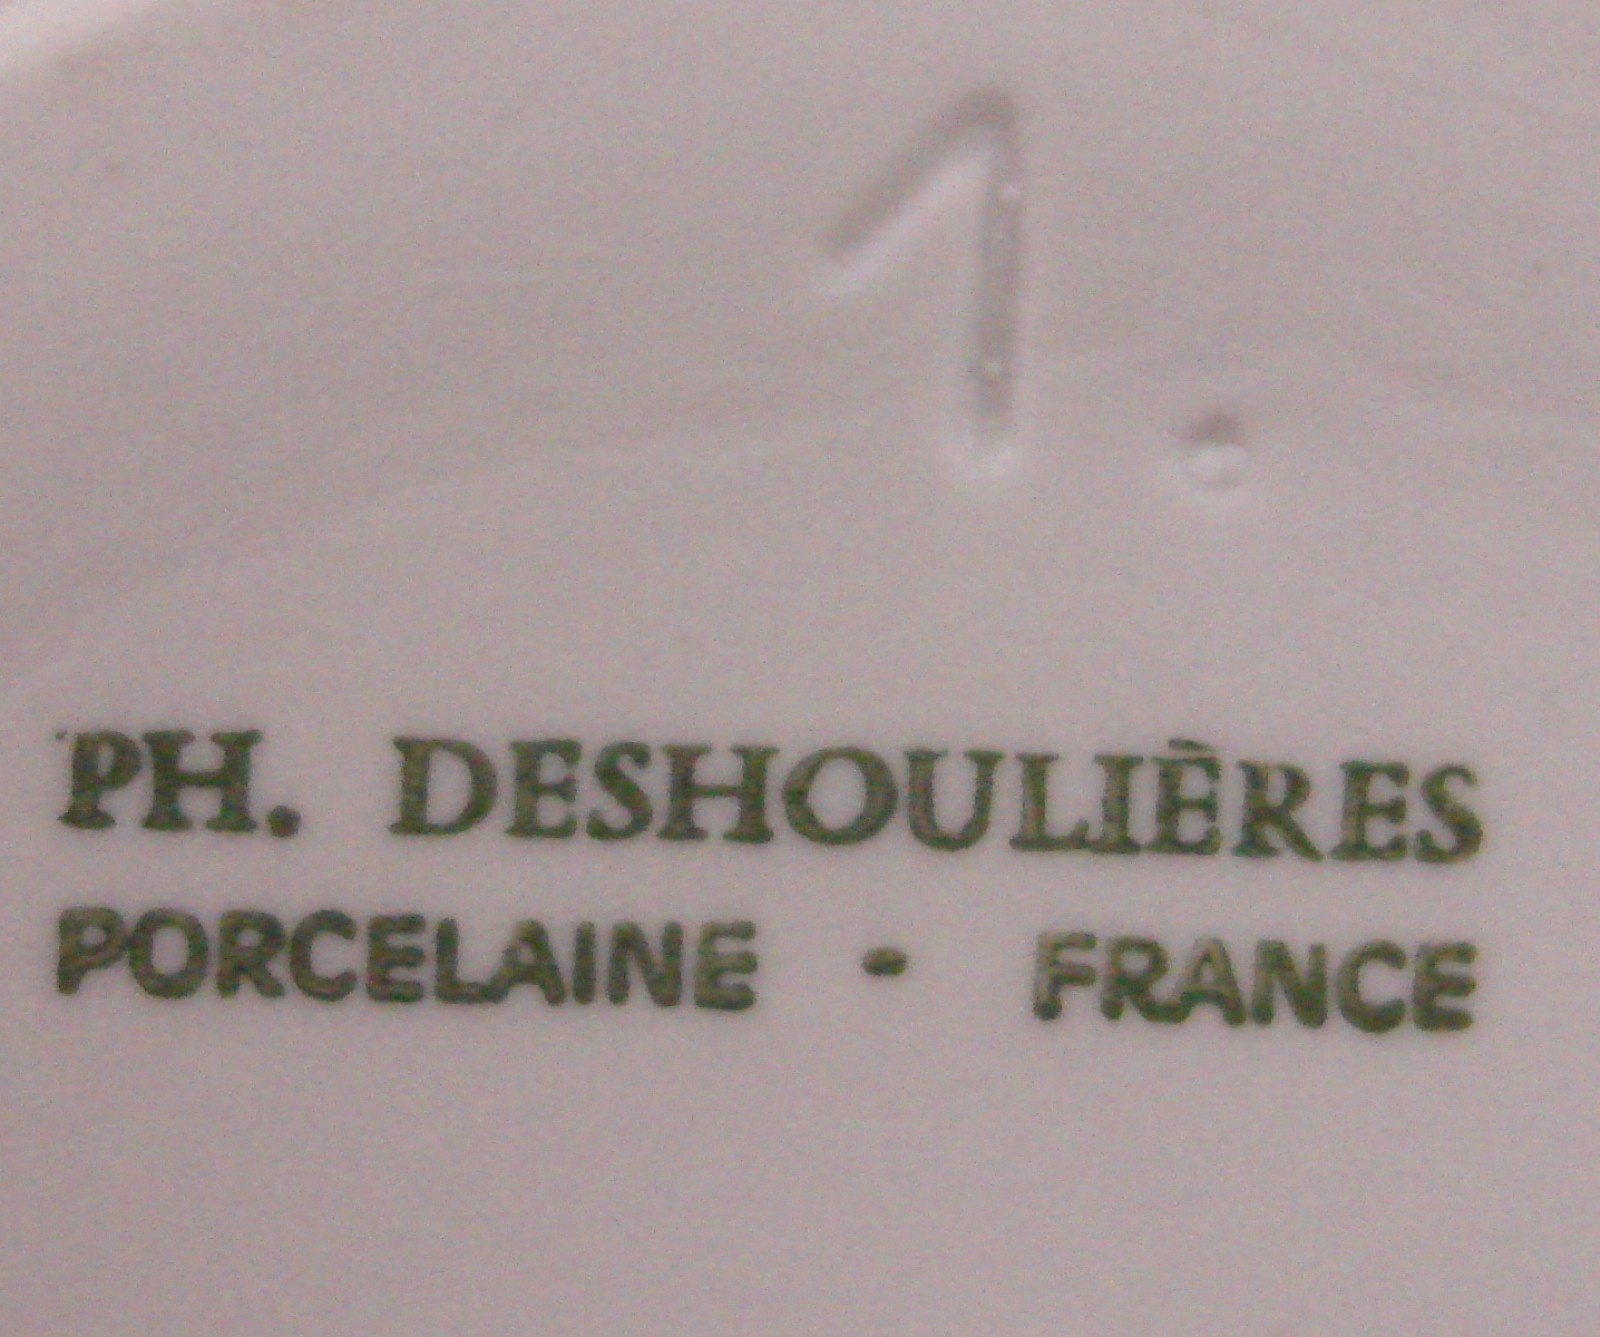 1.
PH. DESHOULIÈRES
PORCELAINE • FRANCE